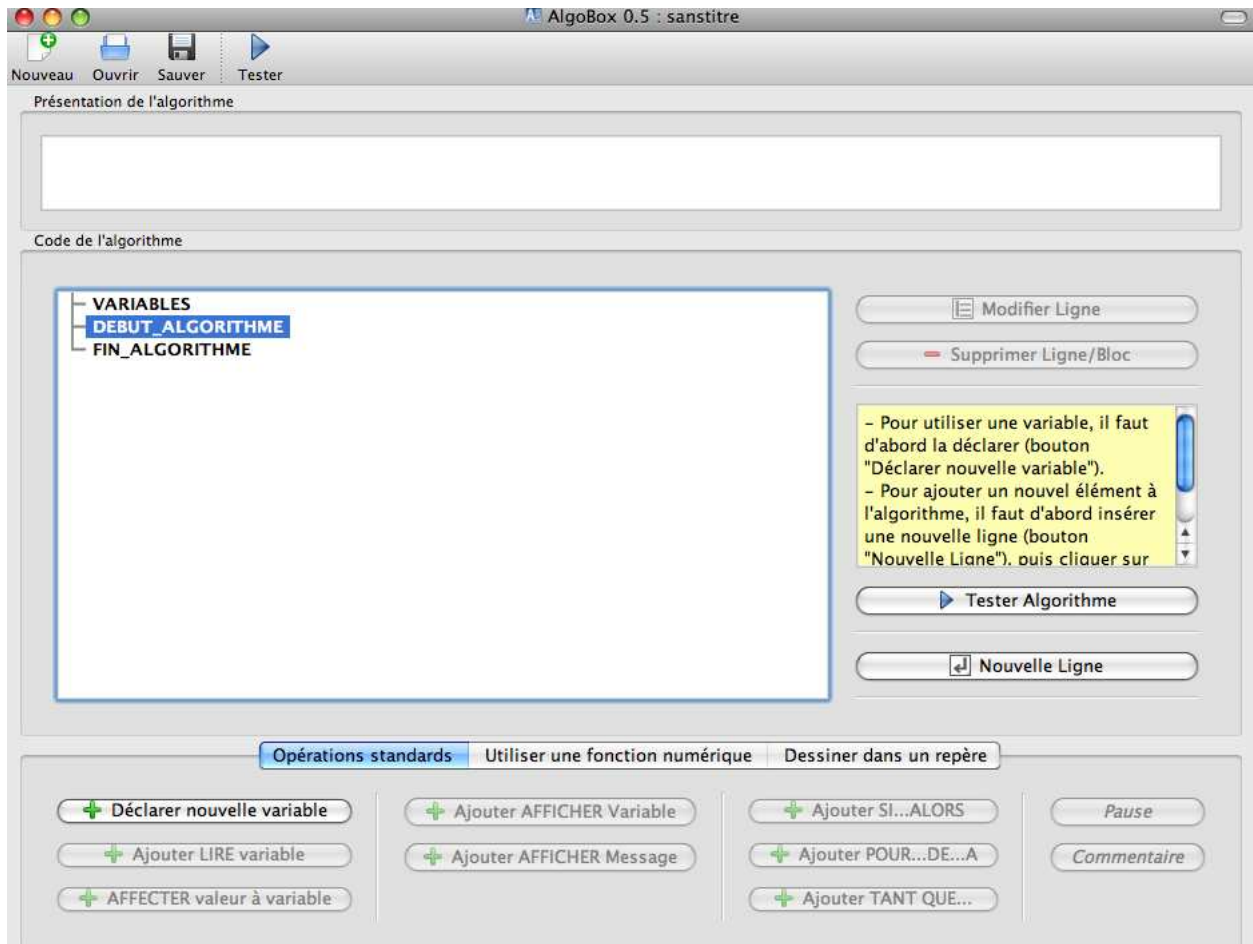 AlgoBox 0.5 : sanstitre
Nouveau Ouvrir Sauver Tester
Présentation de l'algorithme
Code de l'algorithme
VARIABLES
DEBUT_ALGORITHME
FIN_ALGORITHME
Modifier Ligne
Supprimer Ligne/Bloc
– Pour utiliser une variable, il faut
d'abord la déclarer (bouton
"Déclarer nouvelle variable").
– Pour ajouter un nouvel élément à
l'algorithme, il faut d'abord insérer
une nouvelle ligne (bouton
"Nouvelle Ligne"), puis cliquer sur
Tester Algorithme
Nouvelle Ligne
Opérations standards Utiliser une fonction numérique Dessiner dans un repère
Déclarer nouvelle variable
Ajouter LIRE variable
AFFECTER valeur à variable
Ajouter AFFICHER Variable
Ajouter AFFICHER Message
Ajouter SI...ALORS
Ajouter POUR...DE...A
Ajouter TANT QUE...
Pause
Commentaire